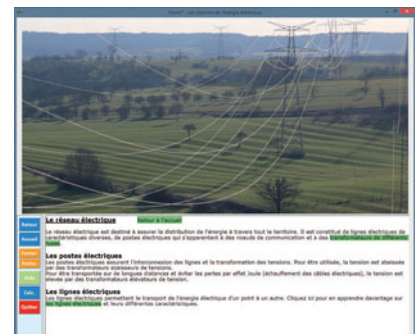 Retour
Accueil
Aide
Calc.
Quitter
Le réseau électrique Retour à l'accueil
Le réseau électrique est destiné à assurer la distribution de l'énergie à travers tout le territoire. Il est constitué de lignes électriques de
caractéristiques diverses, de postes électriques qui s'apparentent à des noeuds de communication et à des transformateurs de différents
types.
Les postes électriques
Les postes électriques assurent l'interconnexion des lignes et la transformation des tensions. Pour être utilisée, la tension est abaissée
par des transformateurs abaisseurs de tensions.
Pour être transportée sur de longues distances et éviter les pertes par effet Joule (échauffement des câbles électriques), la tension est
élevée par des transformateurs élévateurs de tension.
Les lignes électriques
Les lignes électriques permettent le transport de l'énergie électrique d'un point à un autre. Cliquez ici pour en apprendre davantage sur
les lignes électriques et leurs différentes caractéristiques.